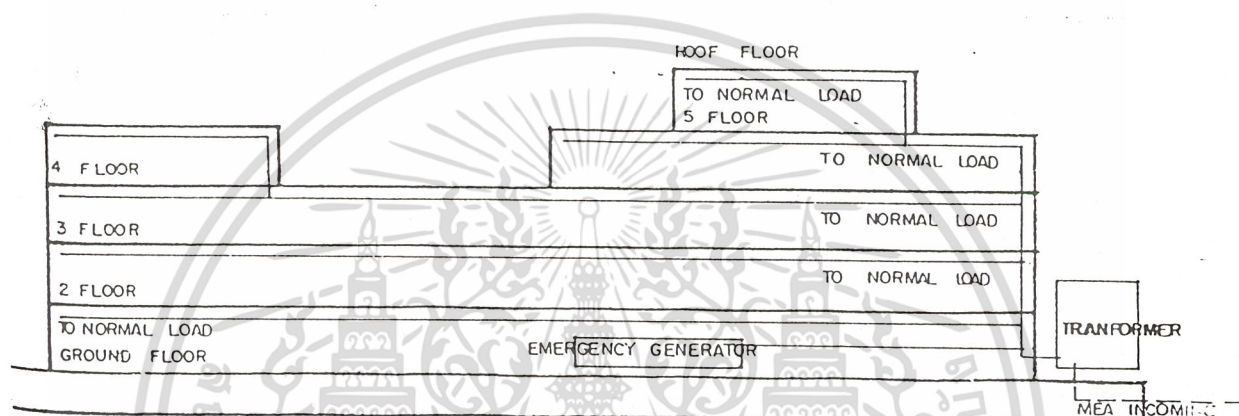 ROOF FLOOR
TO NORMAL LOAD
5 FLOOR
4 FLOOR
TO NORMAL LOAD
3 FLOOR
TO NORMAL LOAD
2 FLOOR
TO NORMAL LOAD
TO NORMAL LOAD
GROUND FLOOR
EMERGENCY GENERATOR
TRANFORMER
MEA INCOMING